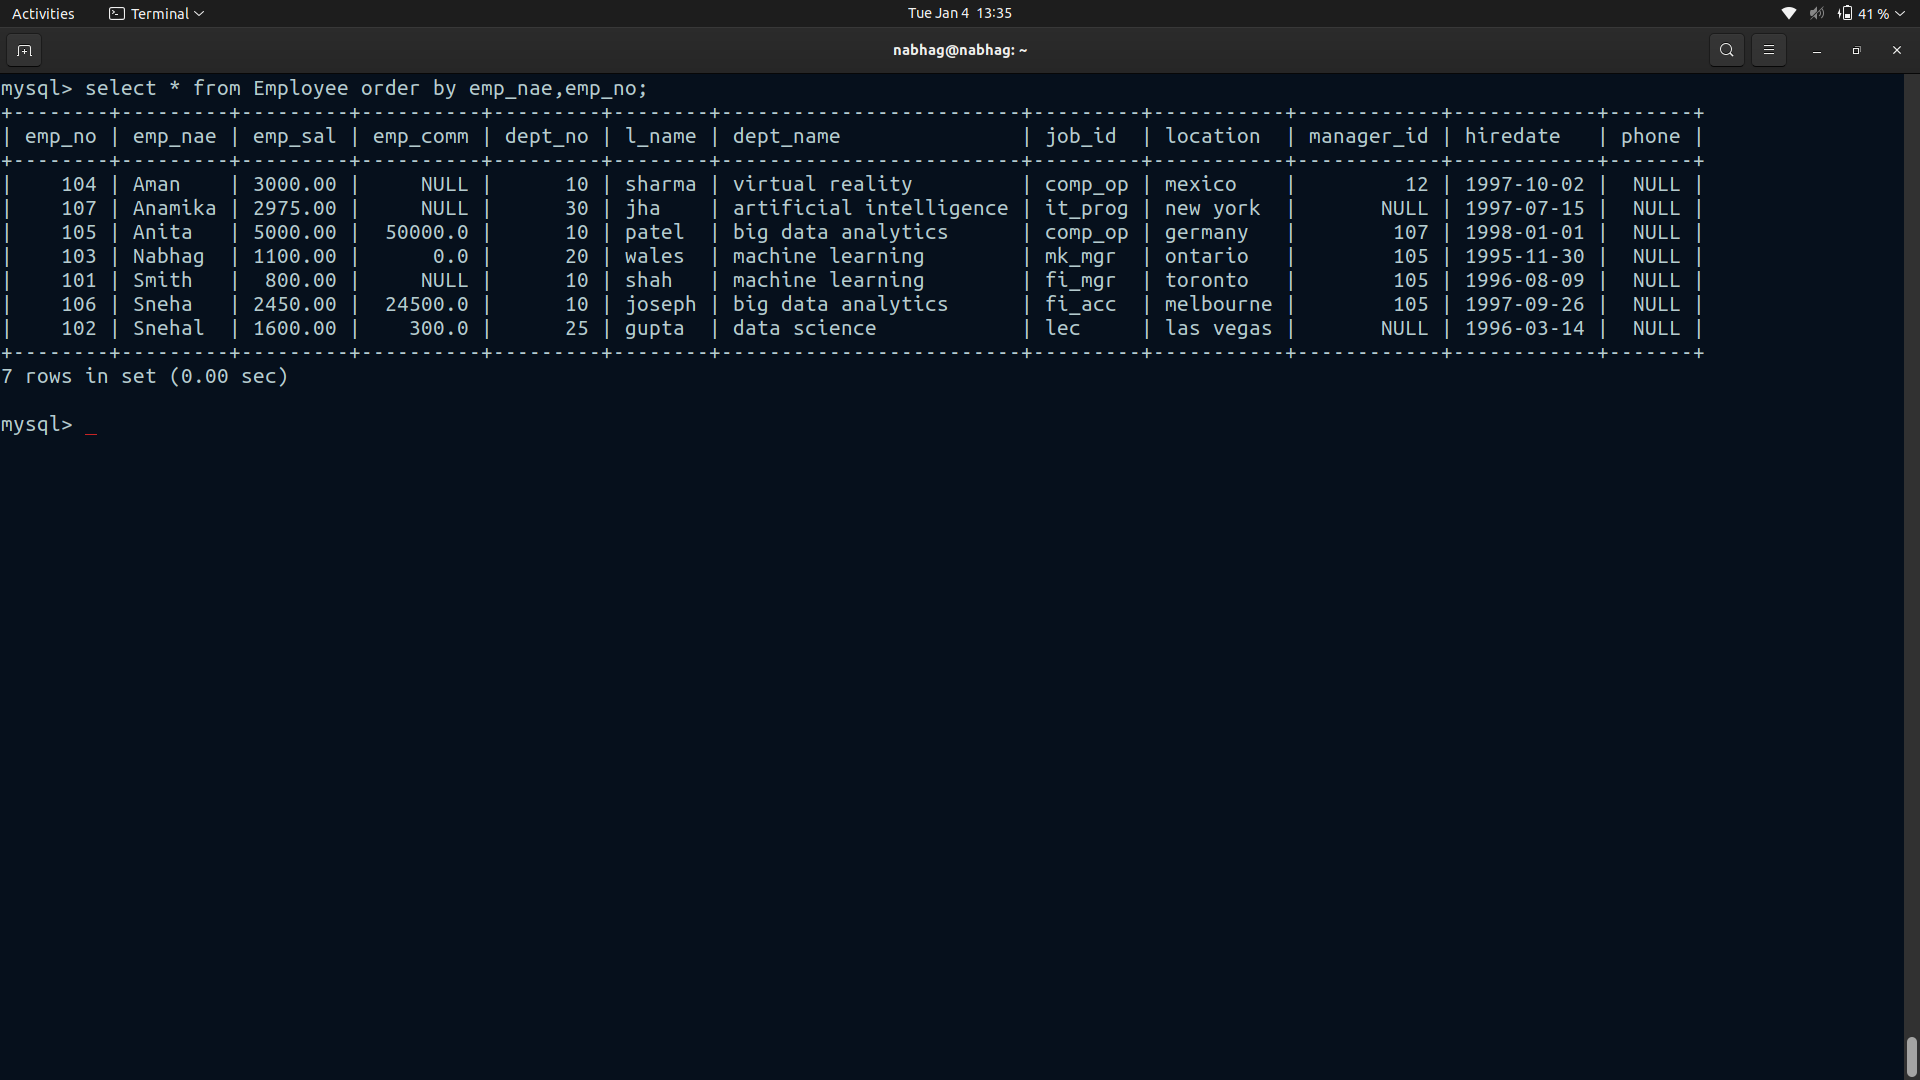 Activities Terminal Tue Jan 4 13:35 41 %
nabhag@nabhag: ~
mysql> select * from Employee order by emp_nae,emp_no;
+--------+---------+---------+----------+---------+--------+-------------------------+---------+-----------+------------+------------+-------+
| emp_no | emp_nae | emp_sal | emp_comm | dept_no | l_name | dept_name               | job_id  | location  | manager_id | hiredate   | phone |
+--------+---------+---------+----------+---------+--------+-------------------------+---------+-----------+------------+------------+-------+
|    104 | Aman    | 3000.00 |     NULL |      10 | sharma | virtual reality         | comp_op | mexico    |         12 | 1997-10-02 |  NULL |
|    107 | Anamika | 2975.00 |     NULL |      30 | jha    | artificial intelligence | it_prog | new york  |       NULL | 1997-07-15 |  NULL |
|    105 | Anita   | 5000.00 |  50000.0 |      10 | patel  | big data analytics      | comp_op | germany   |        107 | 1998-01-01 |  NULL |
|    103 | Nabhag  | 1100.00 |      0.0 |      20 | wales  | machine learning        | mk_mgr  | ontario   |        105 | 1995-11-30 |  NULL |
|    101 | Smith   |  800.00 |     NULL |      10 | shah   | machine learning        | fi_mgr  | toronto   |        105 | 1996-08-09 |  NULL |
|    106 | Sneha   | 2450.00 |  24500.0 |      10 | joseph | big data analytics      | fi_acc  | melbourne |        105 | 1997-09-26 |  NULL |
|    102 | Snehal  | 1600.00 |    300.0 |      25 | gupta  | data science            | lec     | las vegas |       NULL | 1996-03-14 |  NULL |
+--------+---------+---------+----------+---------+--------+-------------------------+---------+-----------+------------+------------+-------+
7 rows in set (0.00 sec)
mysql> _